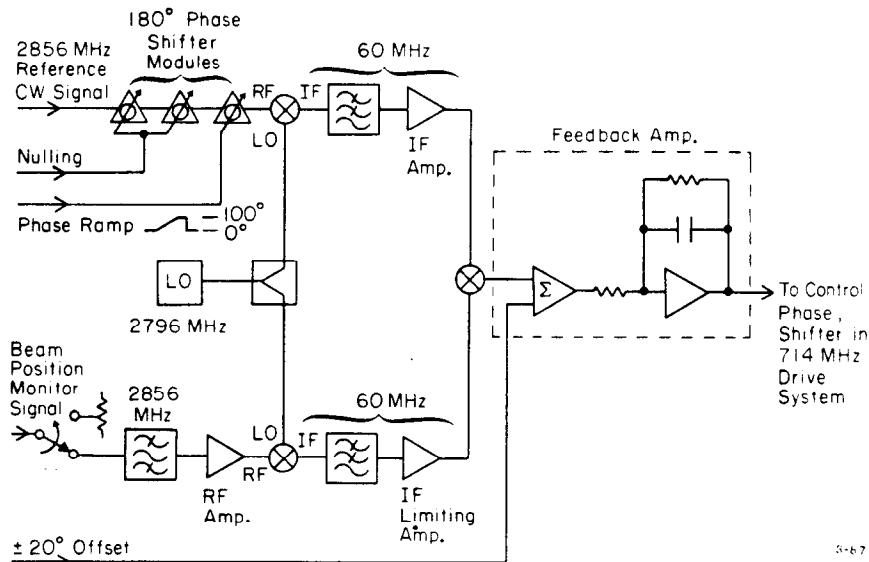 180° Phase
Shifter
Modules
2856 MHz
Reference
CW Signal
60 MHz
RF
IF
LO
IF
Amp.
Nulling
Phase Ramp
100°
0°
Feedback Amp.
LO
2796 MHz
Σ
To Control
Phase,
Shifter in
714 MHz
Drive
System
Beam
Position
Monitor
Signal
2856
MHz
60 MHz
LO
IF
RF
RF
Amp.
IF
Limiting
Amp.
± 20° Offset
3-87